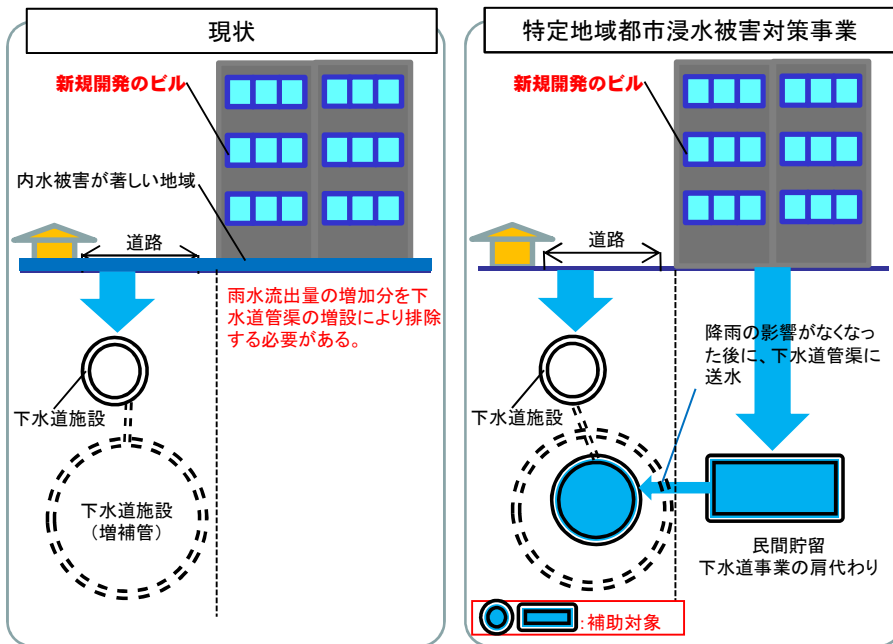 現状
新規開発のビル
内水被害が著しい地域
道路
雨水流出量の増加分を下
水道管渠の増設により排除
する必要がある。
下水道施設
下水道施設
（増補管）
特定地域都市浸水被害対策事業
新規開発のビル
道路
降雨の影響がなくなっ
た後に、下水道管渠に
送水
下水道施設
民間貯留
下水道事業の肩代わり
:補助対象